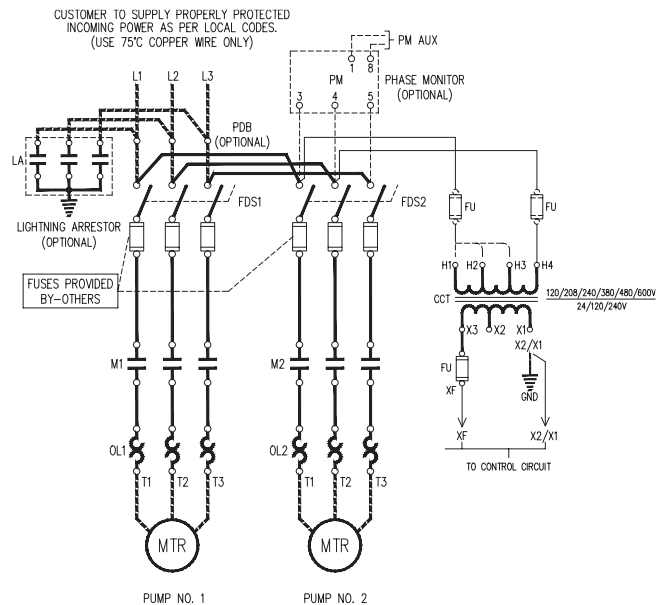 CUSTOMER TO SUPPLY PROPERLY PROTECTED
INCOMING POWER AS PER LOCAL CODES.
(USE 75°C COPPER WIRE ONLY)
PM AUX
1 8
L1 L2 L3
PM
PHASE MONITOR
(OPTIONAL)
3 4 5
PDB
(OPTIONAL)
LA
FDS1
FDS2
FU
FU
LIGHTNING ARRESTOR
(OPTIONAL)
FUSES PROVIDED
BY-OTHERS
H1 H2 H3 H4
CCT
120/208/240/380/480/600V
24/120/240V
X3 X2 X1
X2/X1
M1
M2
FU
XF
GND
XF
X2/X1
OL1
OL2
TO CONTROL CIRCUIT
T1 T2 T3
T1 T2 T3
MTR
MTR
PUMP NO. 1
PUMP NO. 2